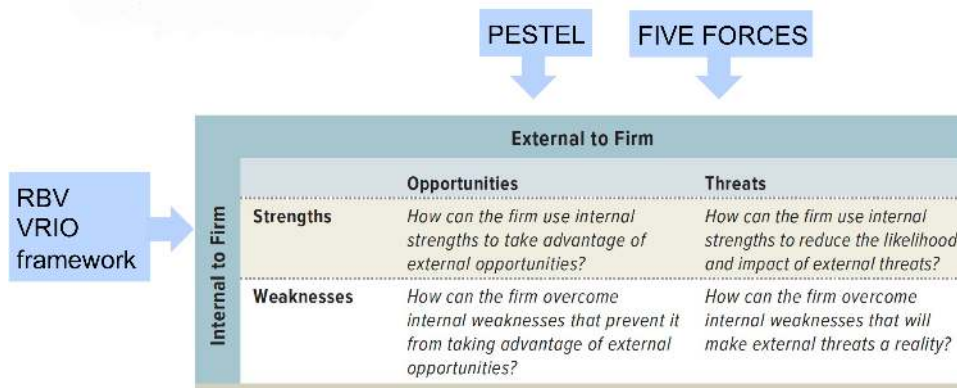 PESTEL
FIVE FORCES
RBV
VRIO
framework
External to Firm
Internal to Firm
Opportunities
Threats
Strengths
How can the firm use internal
strengths to take advantage of
external opportunities?
How can the firm use internal
strengths to reduce the likelihood
and impact of external threats?
Weaknesses
How can the firm overcome
internal weaknesses that prevent it
from taking advantage of external
opportunities?
How can the firm overcome
internal weaknesses that will
make external threats a reality?